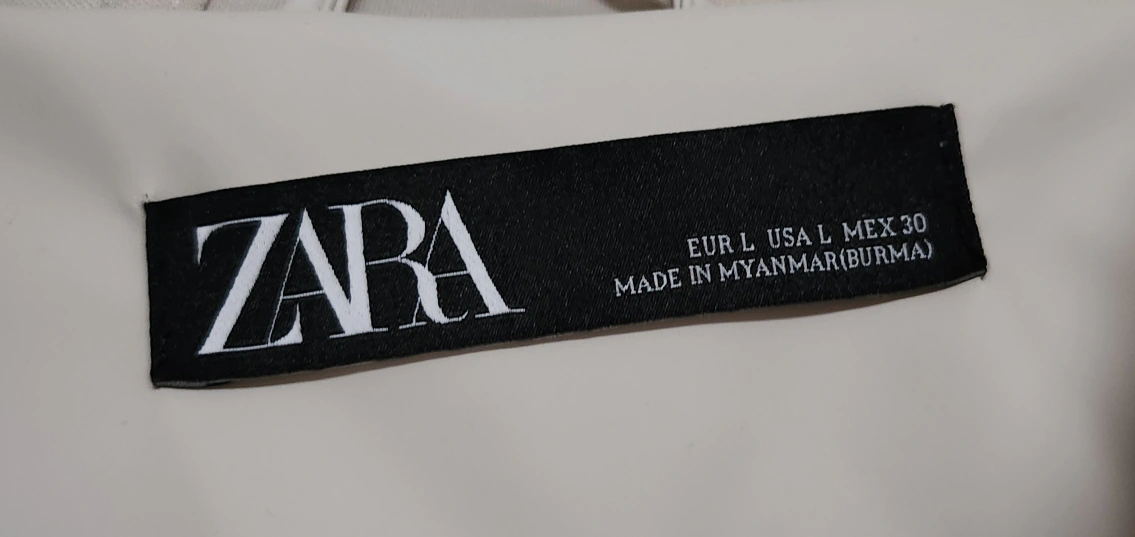 ZARA
EUR L USA L MEX 30
MADE IN MYANMAR(BURMA)